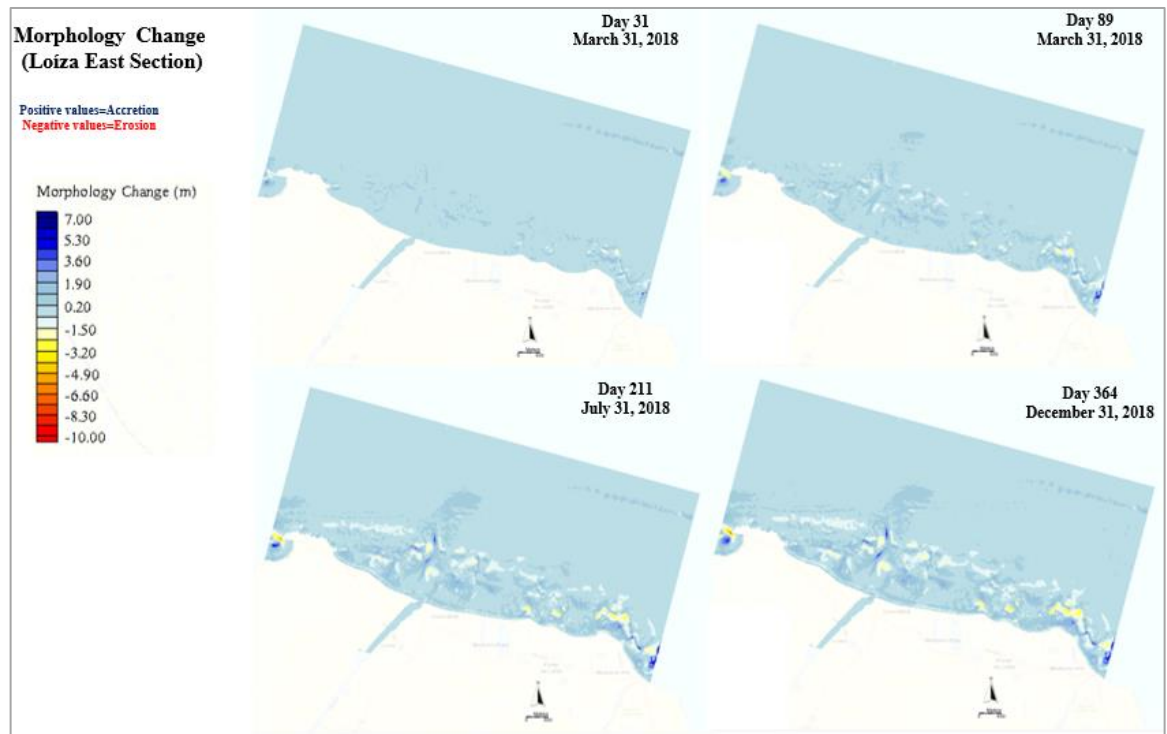 Morphology Change
(Loíza East Section)
Positive values=Accretion
Negative values=Erosion
Morphology Change (m)
7.00
5.30
3.60
1.90
0.20
-1.50
-3.20
-4.90
-6.60
-8.30
-10.00
Day 31
March 31, 2018
Day 89
March 31, 2018
Day 211
July 31, 2018
Day 364
December 31, 2018